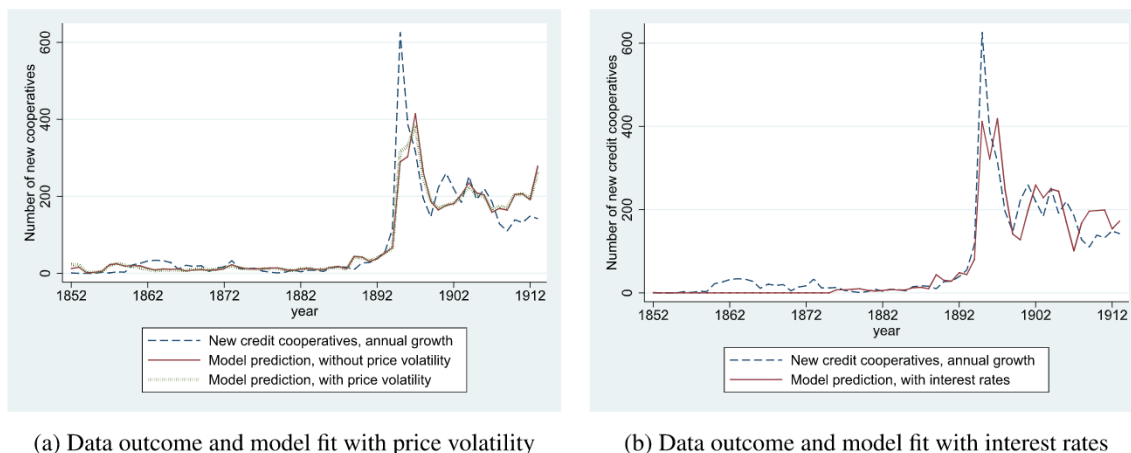 Number of new cooperatives
600
400
200
0
1852 1862 1872 1882 1892 1902 1912
year
New credit cooperatives, annual growth
Model prediction, without price volatility
Model prediction, with price volatility
(a) Data outcome and model fit with price volatility
Number of new credit cooperatives
600
400
200
0
1852 1862 1872 1882 1892 1902 1912
year
New credit cooperatives, annual growth
Model prediction, with interest rates
(b) Data outcome and model fit with interest rates